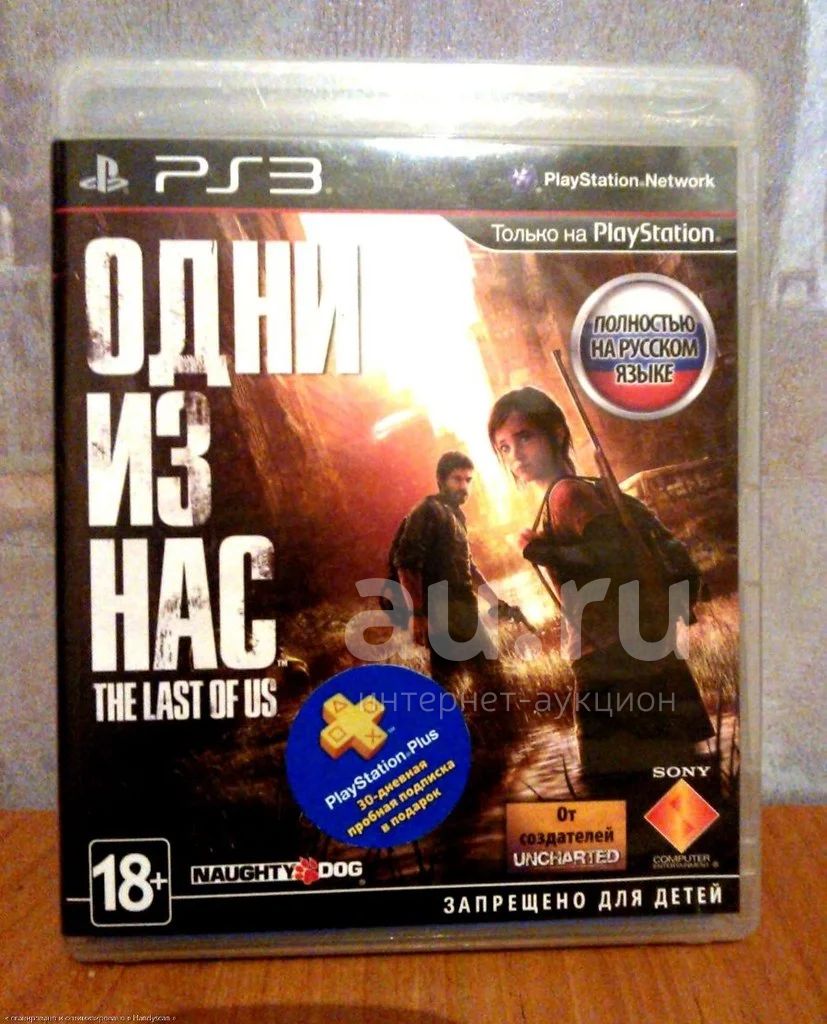 PS3
PlayStation Network
Только на PlayStation
ОДНИ
ИЗ
НАС™
THE LAST OF US
ПОЛНОСТЬЮ
НА РУССКОМ
ЯЗЫКЕ
au.ru
интернет-аукцион
PlayStation Plus
30-дневная
пробная подписка
в подарок
От
создателей
UNCHARTED
SONY
COMPUTER
ENTERTAINMENT
18+
NAUGHTY DOG
ЗАПРЕЩЕНО ДЛЯ ДЕТЕЙ